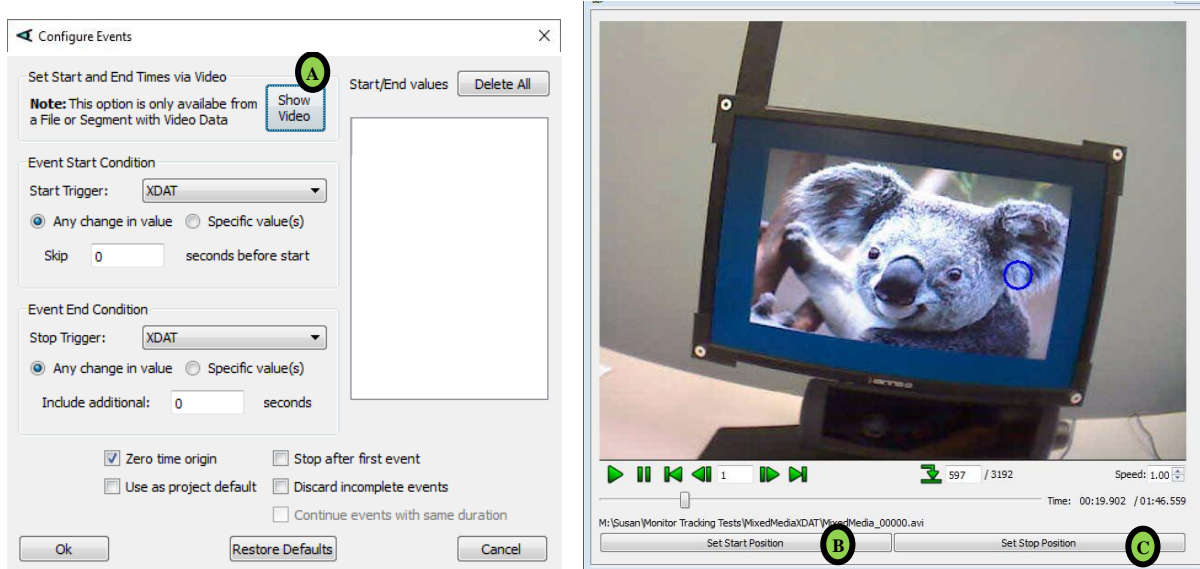 Configure Events
Set Start and End Times via Video
Note: This option is only availabe from
a File or Segment with Video Data
Show
Video
A
Start/End values
Delete All
Event Start Condition
Start Trigger:
XDAT
Any change in value
Specific value(s)
Skip
0
seconds before start
Event End Condition
Stop Trigger:
XDAT
Any change in value
Specific value(s)
Include additional:
0
seconds
Zero time origin
Stop after first event
Use as project default
Discard incomplete events
Continue events with same duration
Ok
Restore Defaults
Cancel
1
597
/ 3192
Speed: 1.00
Time: 00:19.902 / 01:46.559
M:\Susan\Monitor Tracking Tests\MixedMediaXDAT\MixedMedia_00000.avi
Set Start Position
B
Set Stop Position
C